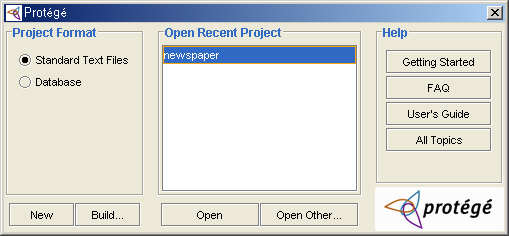 Protégé
Project Format
Standard Text Files
Database
New
Build...
Open Recent Project
newspaper
Open
Open Other...
Help
Getting Started
FAQ
User's Guide
All Topics
protégé